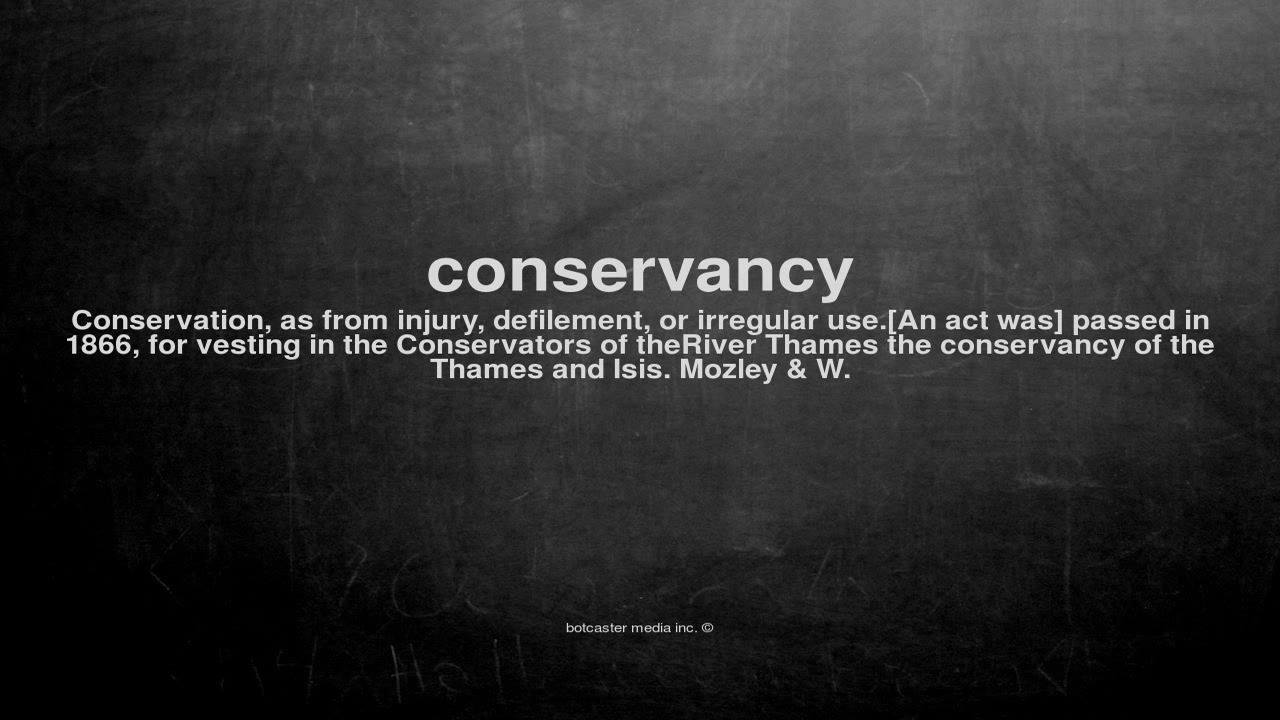 conservancy
Conservation, as from injury, defilement, or irregular use.[An act was] passed in
1866, for vesting in the Conservators of theRiver Thames the conservancy of the
Thames and Isis. Mozley & W.
botcaster media inc. ©